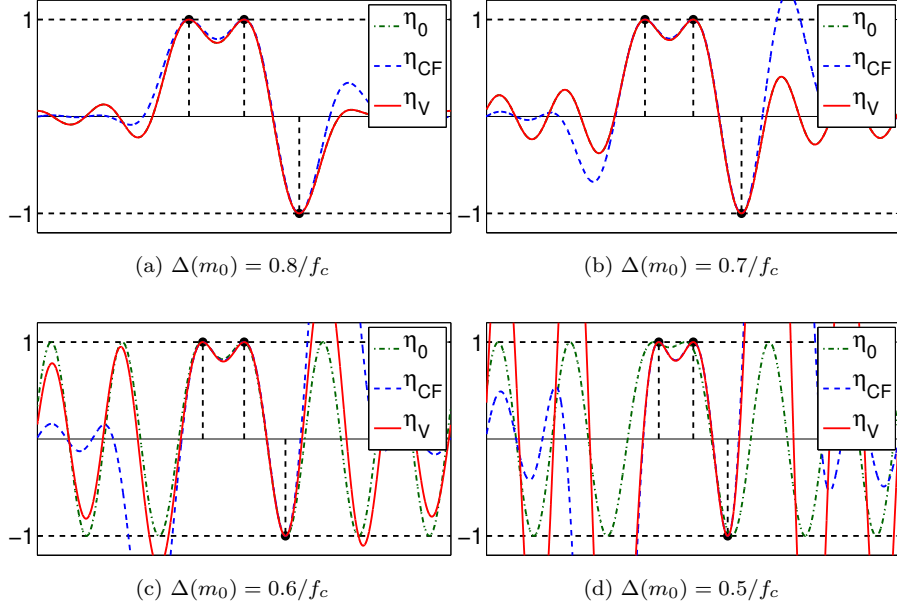 1
η0
ηCF
ηV
−1
(a) Δ(m0) = 0.8/fc
1
η0
ηCF
ηV
−1
(b) Δ(m0) = 0.7/fc
1
η0
ηCF
ηV
−1
(c) Δ(m0) = 0.6/fc
1
η0
ηCF
ηV
−1
(d) Δ(m0) = 0.5/fc